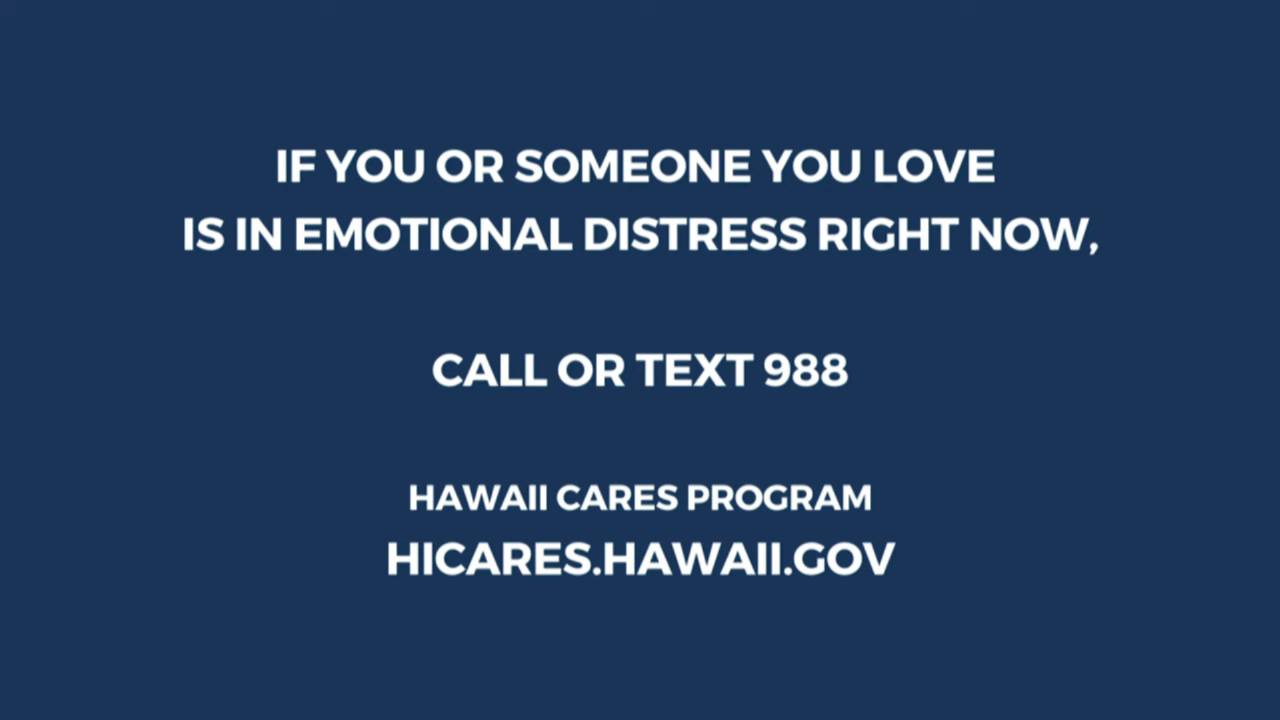 IF YOU OR SOMEONE YOU LOVE
IS IN EMOTIONAL DISTRESS RIGHT NOW,
CALL OR TEXT 988
HAWAII CARES PROGRAM
HICARES.HAWAII.GOV